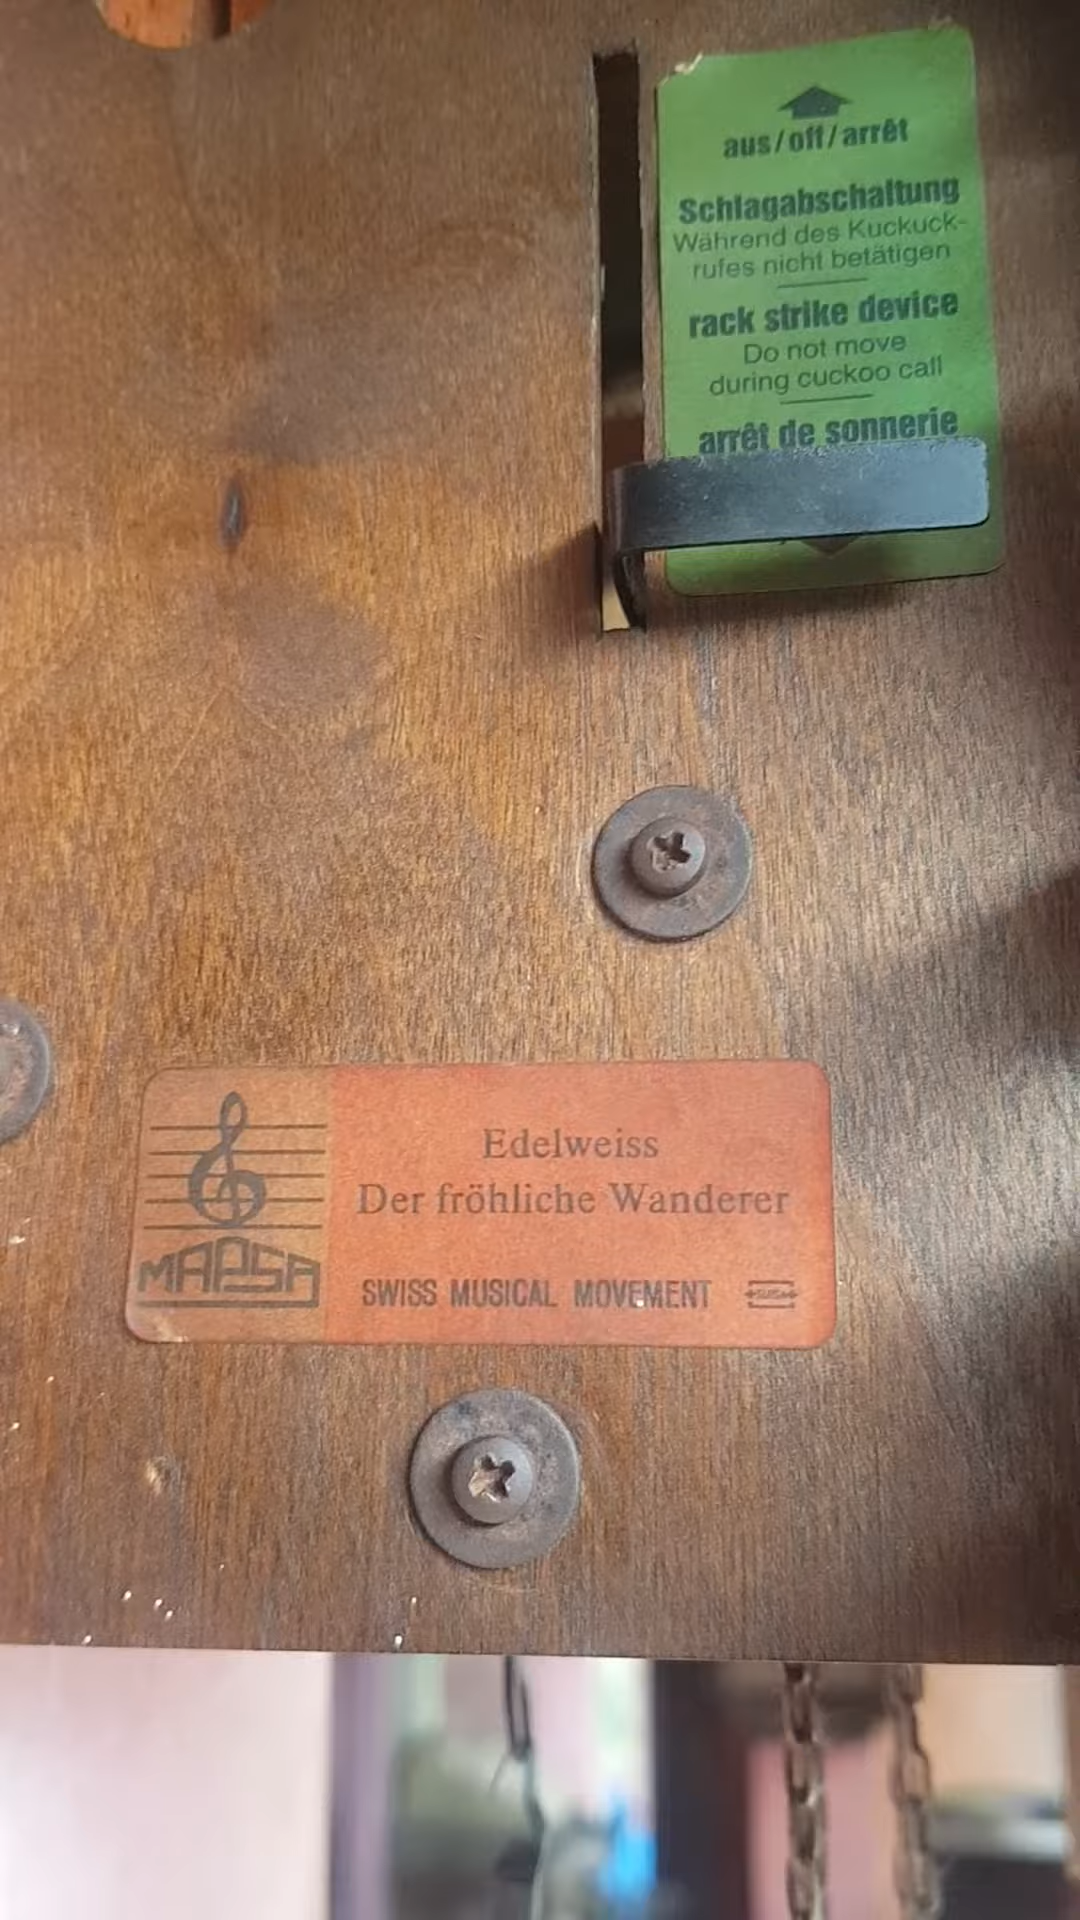 aus/off/arrêt
Schlagabschaltung
Während des Kuckuck-
rufes nicht betätigen
rack strike device
Do not move
during cuckoo call
arrêt de sonnerie
Edelweiss
Der fröhliche Wanderer
MAPSA
SWISS MUSICAL MOVEMENT
SUISA